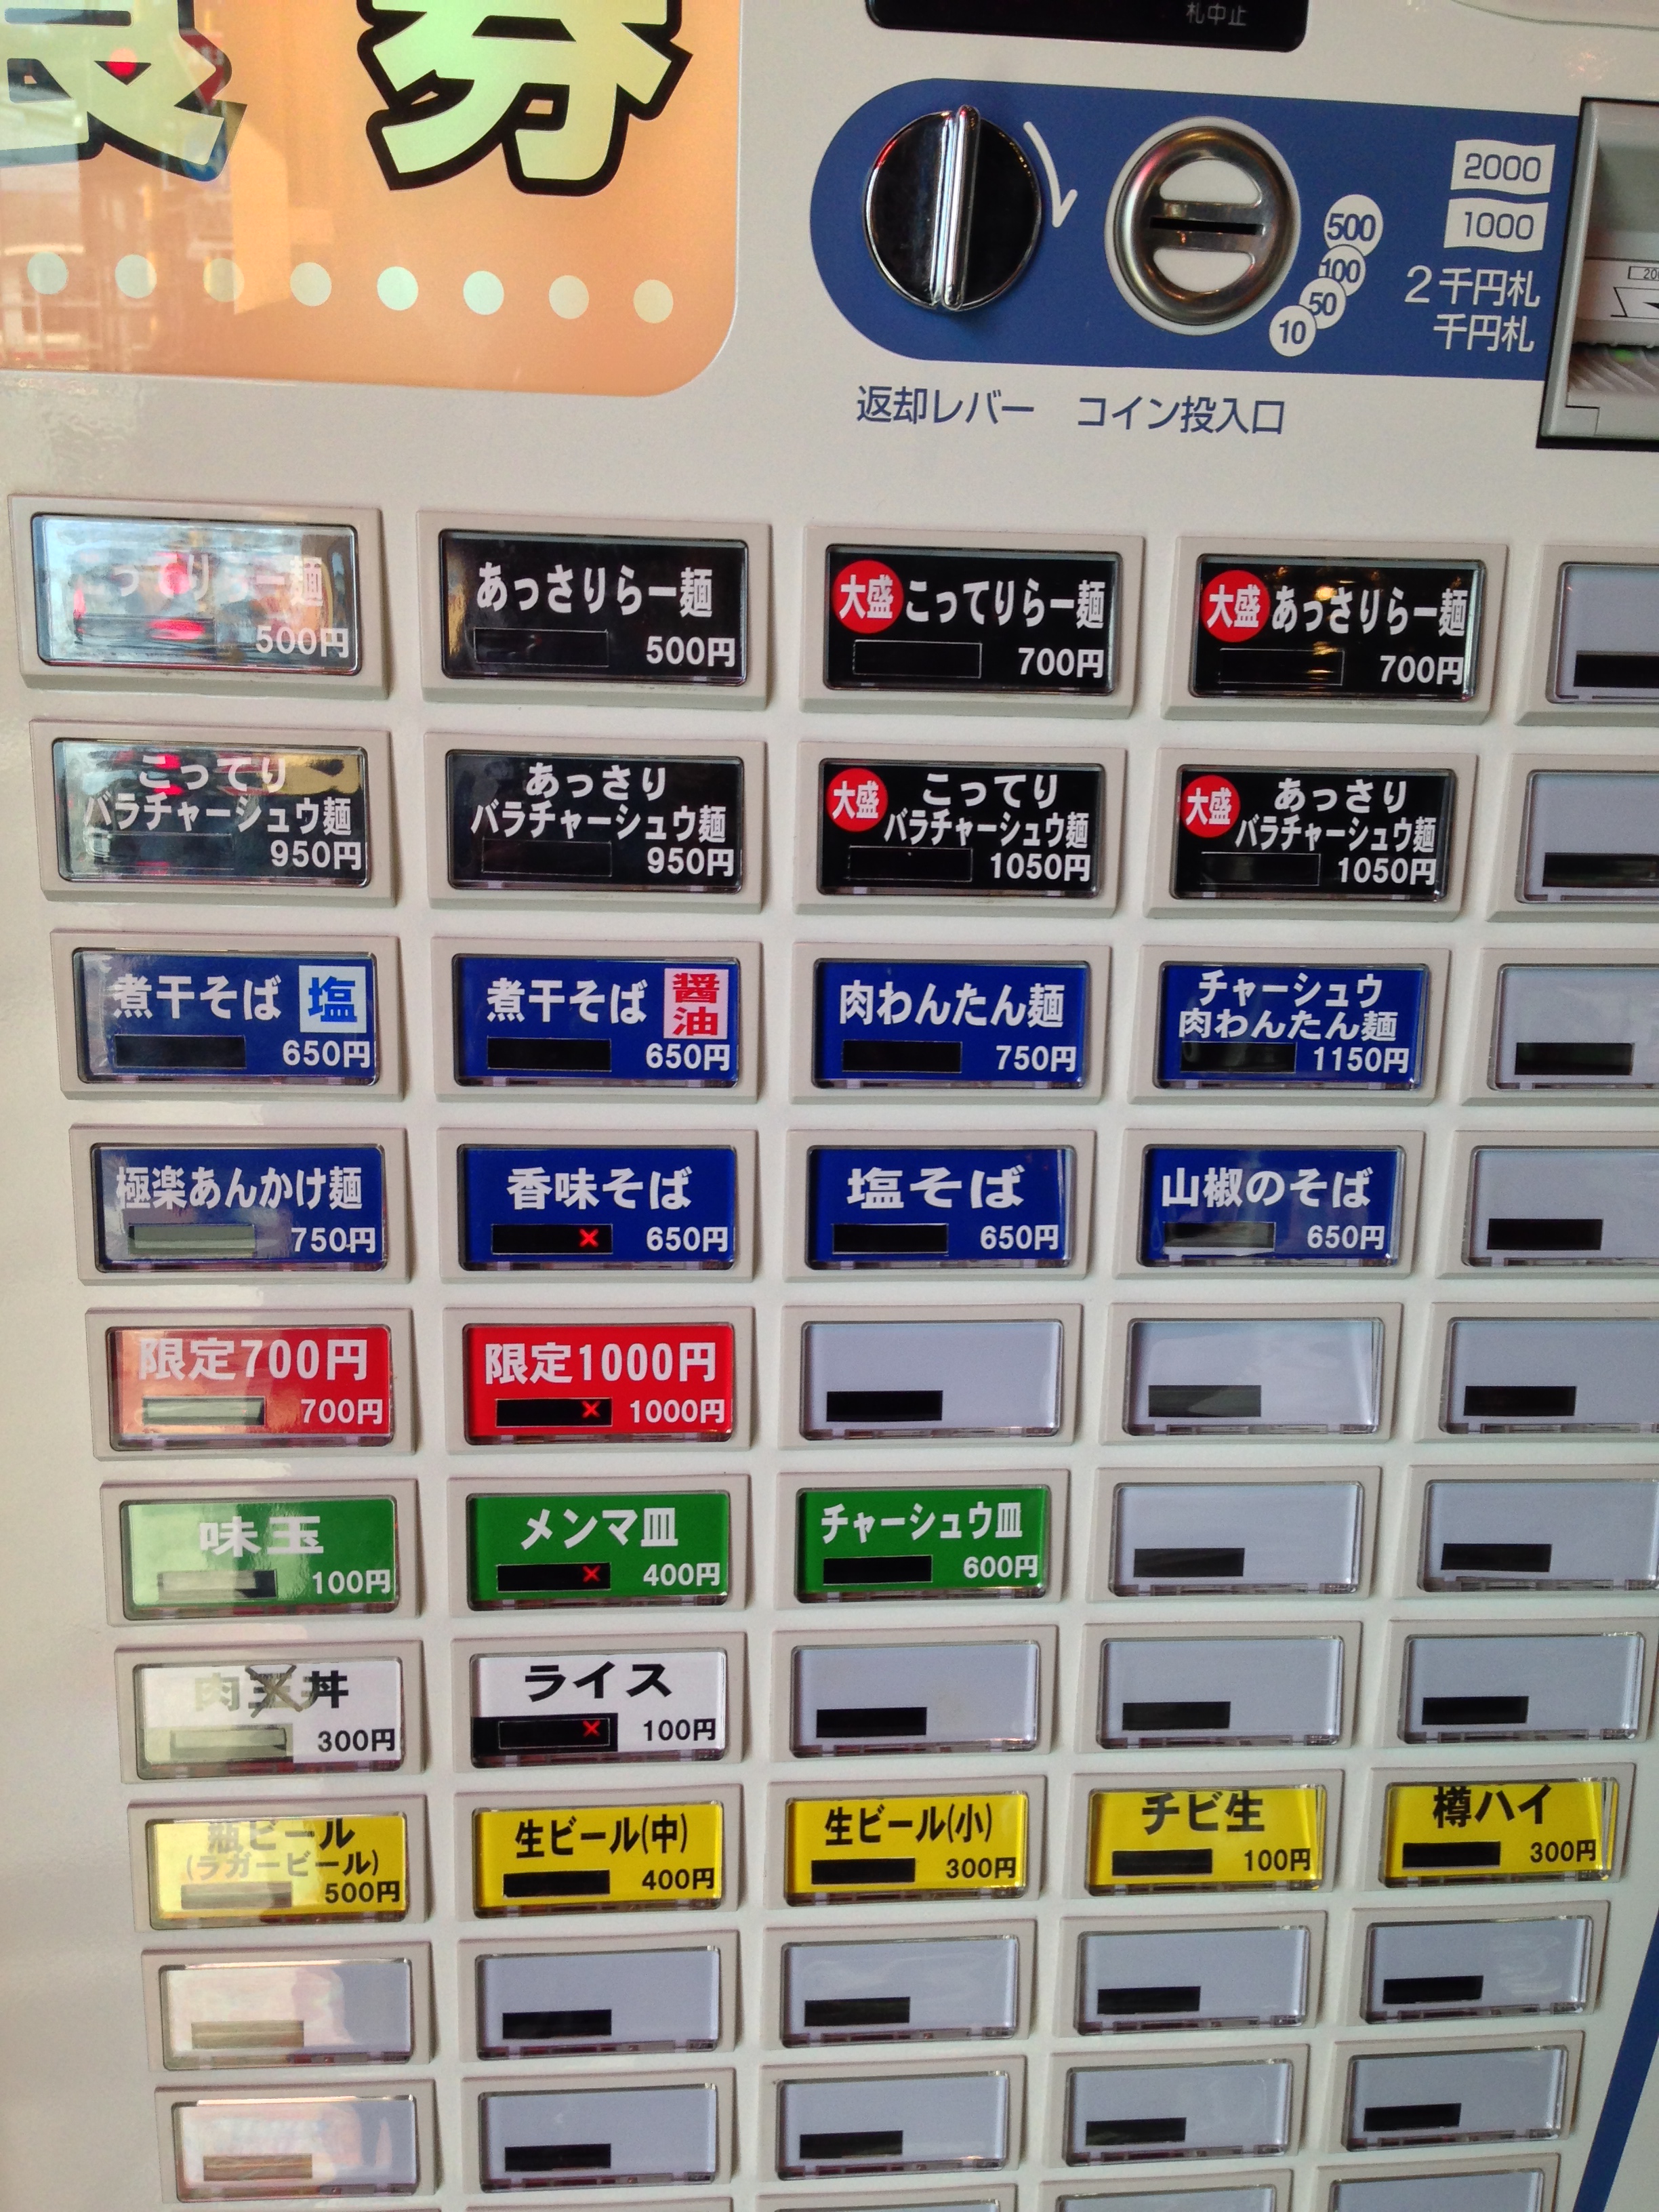 札中止
食券
2000
1000
500
100
50
10
2千円札
千円札
返却レバー コイン投入口
こってりらー麺
500円
あっさりらー麺
500円
大盛 こってりらー麺
700円
大盛 あっさりらー麺
700円
こってり
バラチャーシュウ麺
950円
あっさり
バラチャーシュウ麺
950円
大盛 こってり
バラチャーシュウ麺
1050円
大盛 あっさり
バラチャーシュウ麺
1050円
煮干そば 塩
650円
煮干そば 醤油
650円
肉わんたん麺
750円
チャーシュウ
肉わんたん麺
1150円
極楽あんかけ麺
750円
香味そば
× 650円
塩そば
650円
山椒のそば
650円
限定700円
700円
限定1000円
× 1000円
味玉
100円
メンマ皿
× 400円
チャーシュウ皿
600円
肉玉丼
300円
ライス
× 100円
瓶ビール
(ラガービール)
500円
生ビール(中)
400円
生ビール(小)
300円
チビ生
100円
樽ハイ
300円